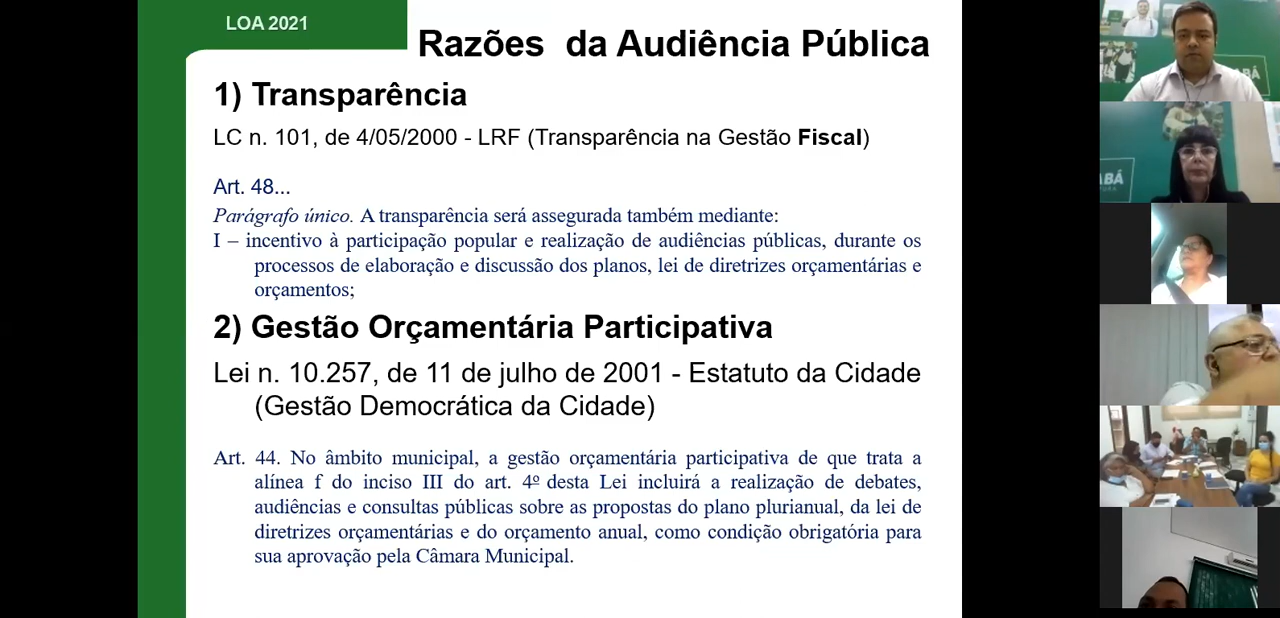 LOA 2021
Razões da Audiência Pública
1) Transparência
LC n. 101, de 4/05/2000 - LRF (Transparência na Gestão Fiscal)
Art. 48...
Parágrafo único. A transparência será assegurada também mediante:
I – incentivo à participação popular e realização de audiências públicas, durante os
processos de elaboração e discussão dos planos, lei de diretrizes orçamentárias e
orçamentos;
2) Gestão Orçamentária Participativa
Lei n. 10.257, de 11 de julho de 2001 - Estatuto da Cidade
(Gestão Democrática da Cidade)
Art. 44. No âmbito municipal, a gestão orçamentária participativa de que trata a
alínea f do inciso III do art. 4º desta Lei incluirá a realização de debates,
audiências e consultas públicas sobre as propostas do plano plurianual, da lei de
diretrizes orçamentárias e do orçamento anual, como condição obrigatória para
sua aprovação pela Câmara Municipal.
ABÁ
ABÁ